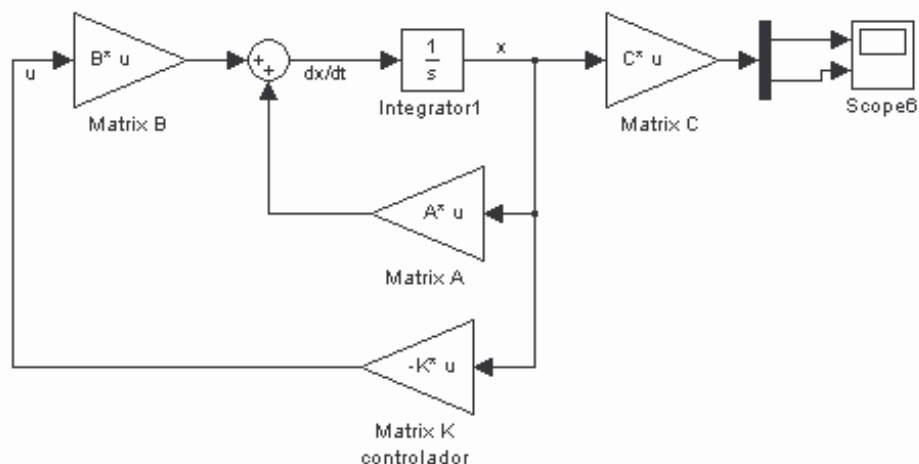 u
B* u
Matrix B
+
+
dx/dt
1
s
Integrator1
x
C* u
Matrix C
Scope6
A* u
Matrix A
-K* u
Matrix K
controlador